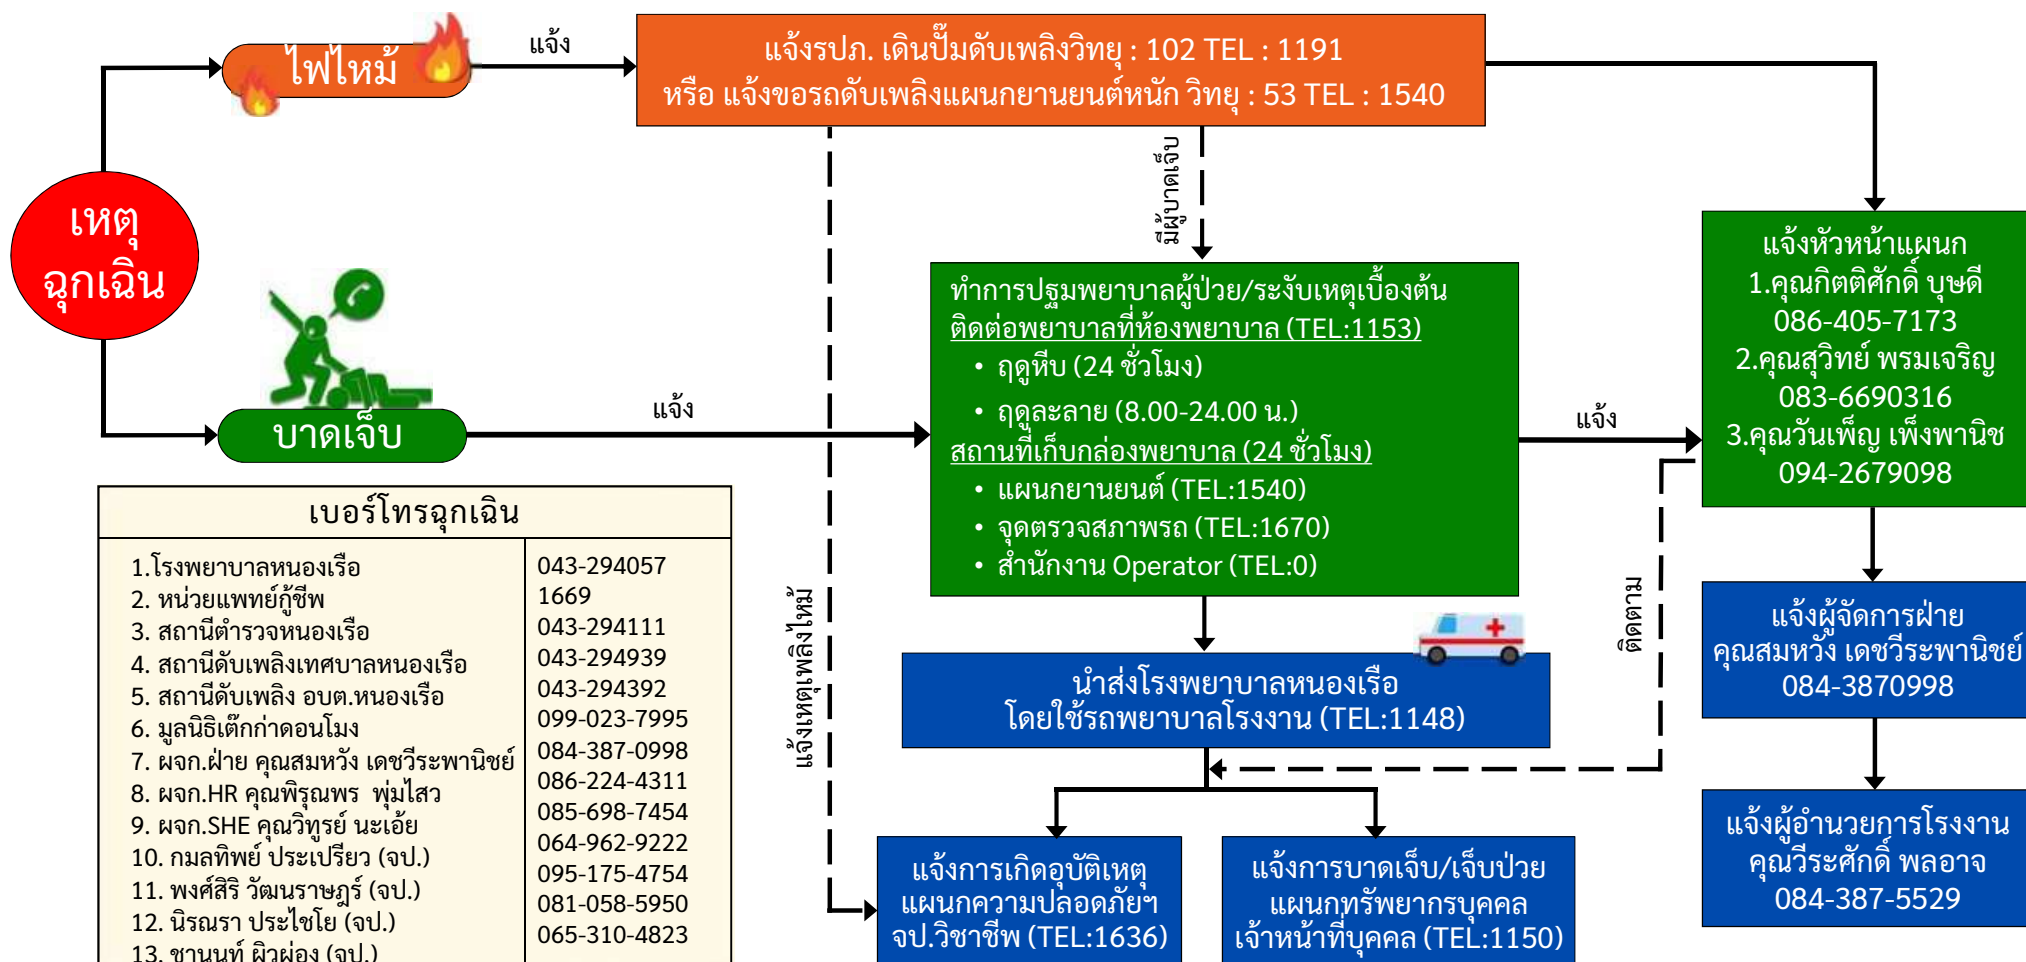 ไฟไหม้
แจ้ง
แจ้งรปภ. เดินปั๊มดับเพลิงวิทยุ : 102 TEL : 1191
หรือ แจ้งขอรถดับเพลิงแผนกยานยนต์หนัก วิทยุ : 53 TEL : 1540
เหตุ
ฉุกเฉิน
มีผู้บาดเจ็บ
บาดเจ็บ
แจ้ง
ทำการปฐมพยาบาลผู้ป่วย/ระงับเหตุเบื้องต้น
ติดต่อพยาบาลที่ห้องพยาบาล (TEL:1153)
• ฤดูหีบ (24 ชั่วโมง)
• ฤดูละลาย (8.00-24.00 น.)
สถานที่เก็บกล่องพยาบาล (24 ชั่วโมง)
• แผนกยานยนต์ (TEL:1540)
• จุดตรวจสภาพรถ (TEL:1670)
• สำนักงาน Operator (TEL:0)
แจ้ง
แจ้งหัวหน้าแผนก
1.คุณกิตติศักดิ์ บุษดี
086-405-7173
2.คุณสุวิทย์ พรมเจริญ
083-6690316
3.คุณวันเพ็ญ เพ็งพานิช
094-2679098
ติดตาม
แจ้งผู้จัดการฝ่าย
คุณสมหวัง เดชวีระพานิชย์
084-3870998
แจ้งผู้อำนวยการโรงงาน
คุณวีระศักดิ์ พลอาจ
084-387-5529
นำส่งโรงพยาบาลหนองเรือ
โดยใช้รถพยาบาลโรงงาน (TEL:1148)
แจ้งเหตุเพลิงไหม้
แจ้งการเกิดอุบัติเหตุ
แผนกความปลอดภัยฯ
จป.วิชาชีพ (TEL:1636)
แจ้งการบาดเจ็บ/เจ็บป่วย
แผนกทรัพยากรบุคคล
เจ้าหน้าที่บุคคล (TEL:1150)
เบอร์โทรฉุกเฉิน
1.โรงพยาบาลหนองเรือ 043-294057
2. หน่วยแพทย์กู้ชีพ 1669
3. สถานีตำรวจหนองเรือ 043-294111
4. สถานีดับเพลิงเทศบาลหนองเรือ 043-294939
5. สถานีดับเพลิง อบต.หนองเรือ 043-294392
6. มูลนิธิเต๊กก่าดอนโมง 099-023-7995
7. ผจก.ฝ่าย คุณสมหวัง เดชวีระพานิชย์ 084-387-0998
8. ผจก.HR คุณพิรุณพร พุ่มไสว 086-224-4311
9. ผจก.SHE คุณวิทูรย์ นะเอ้ย 085-698-7454
10. กมลทิพย์ ประเปรียว (จป.) 064-962-9222
11. พงศ์สิริ วัฒนราษฎร์ (จป.) 095-175-4754
12. นิรณรา ประไชโย (จป.) 081-058-5950
13. ชานนท์ ผิวผ่อง (จป.) 065-310-4823